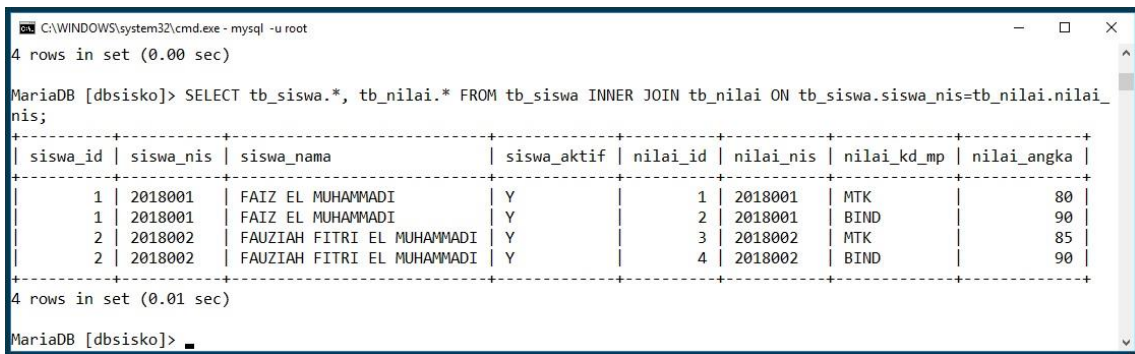 C:\WINDOWS\system32\cmd.exe - mysql -u root
4 rows in set (0.00 sec)
MariaDB [dbsisko]> SELECT tb_siswa.*, tb_nilai.* FROM tb_siswa INNER JOIN tb_nilai ON tb_siswa.siswa_nis=tb_nilai.nilai_
nis;
+----------+-----------+---------------------------+-------------+----------+-----------+-------------+-------------+
| siswa_id | siswa_nis | siswa_nama | siswa_aktif | nilai_id | nilai_nis | nilai_kd_mp | nilai_angka |
+----------+-----------+---------------------------+-------------+----------+-----------+-------------+-------------+
| 1 | 2018001 | FAIZ EL MUHAMMADI | Y | 1 | 2018001 | MTK | 80 |
| 1 | 2018001 | FAIZ EL MUHAMMADI | Y | 2 | 2018001 | BIND | 90 |
| 2 | 2018002 | FAUZIAH FITRI EL MUHAMMADI | Y | 3 | 2018002 | MTK | 85 |
| 2 | 2018002 | FAUZIAH FITRI EL MUHAMMADI | Y | 4 | 2018002 | BIND | 90 |
+----------+-----------+---------------------------+-------------+----------+-----------+-------------+-------------+
4 rows in set (0.01 sec)
MariaDB [dbsisko]>